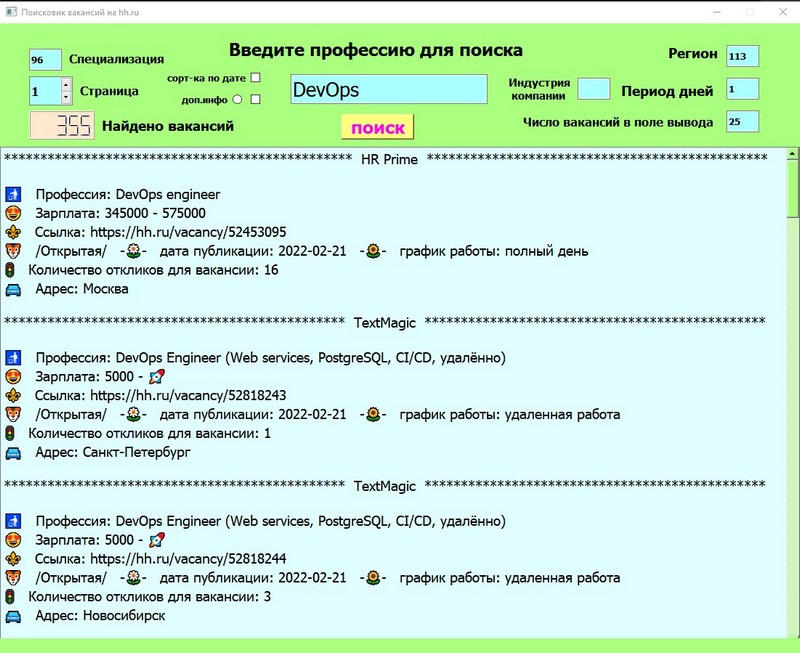 Поисковик вакансий на hh.ru
Введите профессию для поиска
96 Специализация
Регион 113
1 Страница
сорт-ка по дате
доп.инфо
DevOps
Индустрия компании
Период дней 1
355 Найдено вакансий
поиск
Число вакансий в поле вывода 25
*********************************************** HR Prime ***********************************************
Профессия: DevOps engineer
Зарплата: 345000 - 575000
Ссылка: https://hh.ru/vacancy/52453095
/Открытая/ -🌼- дата публикации: 2022-02-21 -🌻- график работы: полный день
Количество откликов для вакансии: 16
Адрес: Москва
*********************************************** TextMagic ***********************************************
Профессия: DevOps Engineer (Web services, PostgreSQL, CI/CD, удалённо)
Зарплата: 5000 - 🚀
Ссылка: https://hh.ru/vacancy/52818243
/Открытая/ -🌼- дата публикации: 2022-02-21 -🌻- график работы: удаленная работа
Количество откликов для вакансии: 1
Адрес: Санкт-Петербург
*********************************************** TextMagic ***********************************************
Профессия: DevOps Engineer (Web services, PostgreSQL, CI/CD, удалённо)
Зарплата: 5000 - 🚀
Ссылка: https://hh.ru/vacancy/52818244
/Открытая/ -🌼- дата публикации: 2022-02-21 -🌻- график работы: удаленная работа
Количество откликов для вакансии: 3
Адрес: Новосибирск